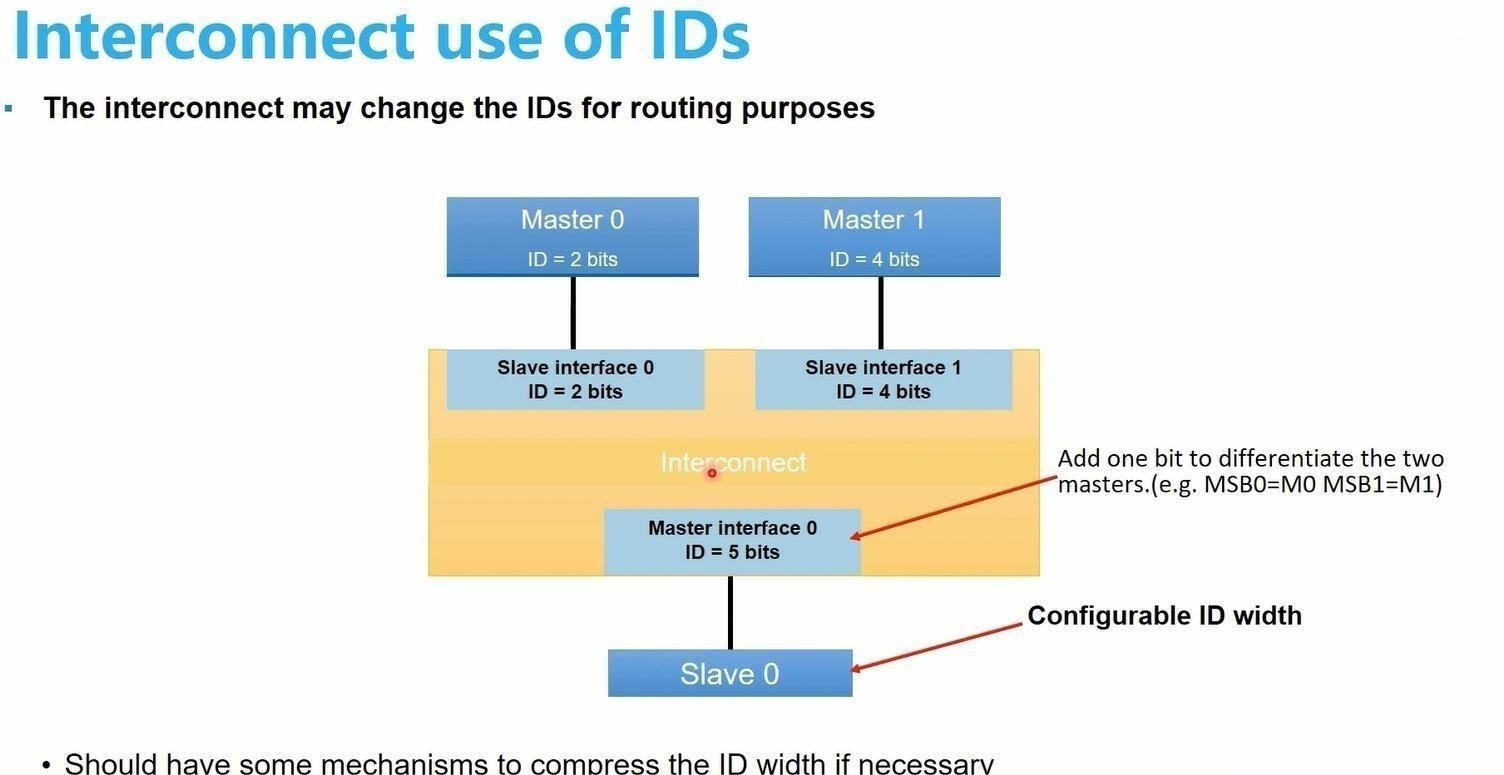 Interconnect use of IDs
▪ The interconnect may change the IDs for routing purposes
Master 0
ID = 2 bits
Master 1
ID = 4 bits
Slave interface 0
ID = 2 bits
Slave interface 1
ID = 4 bits
Interconnect
Add one bit to differentiate the two
masters.(e.g. MSB0=M0 MSB1=M1)
Master interface 0
ID = 5 bits
Configurable ID width
Slave 0
• Should have some mechanisms to compress the ID width if necessary